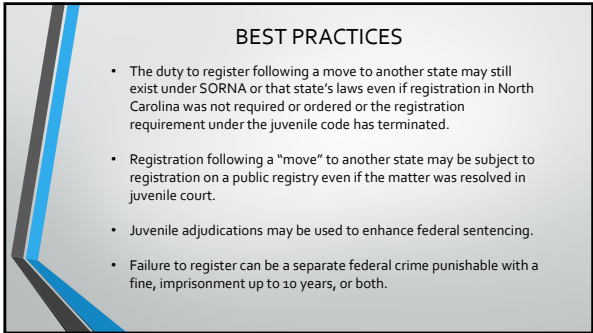 BEST PRACTICES
• The duty to register following a move to another state may still
exist under SORNA or that state's laws even if registration in North
Carolina was not required or ordered or the registration
requirement under the juvenile code has terminated.
• Registration following a "move" to another state may be subject to
registration on a public registry even if the matter was resolved in
juvenile court.
• Juvenile adjudications may be used to enhance federal sentencing.
• Failure to register can be a separate federal crime punishable with a
fine, imprisonment up to 10 years, or both.